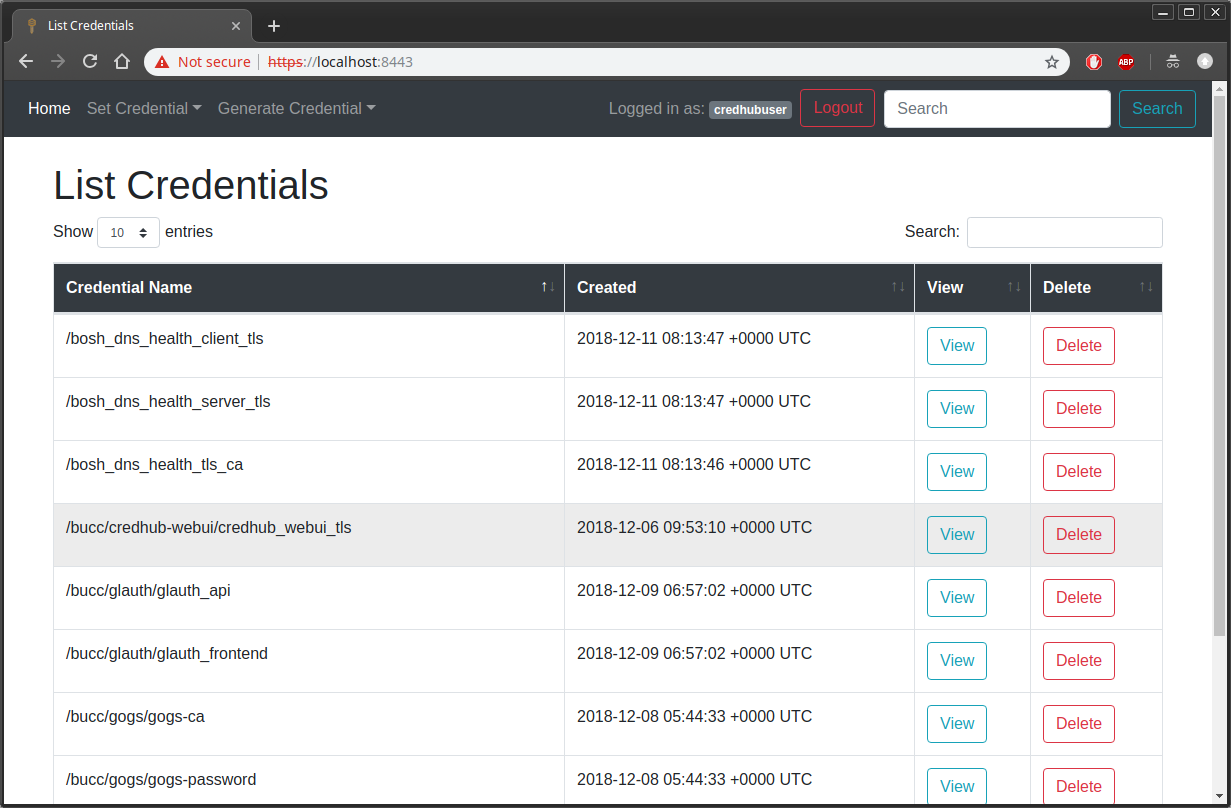 List Credentials
Not secure https://localhost:8443
ABP
Home Set Credential Generate Credential Logged in as: credhubuser Logout Search Search
List Credentials
Show 10 entries Search:
Credential Name Created View Delete
/bosh_dns_health_client_tls 2018-12-11 08:13:47 +0000 UTC View Delete
/bosh_dns_health_server_tls 2018-12-11 08:13:47 +0000 UTC View Delete
/bosh_dns_health_tls_ca 2018-12-11 08:13:46 +0000 UTC View Delete
/bucc/credhub-webui/credhub_webui_tls 2018-12-06 09:53:10 +0000 UTC View Delete
/bucc/glauth/glauth_api 2018-12-09 06:57:02 +0000 UTC View Delete
/bucc/glauth/glauth_frontend 2018-12-09 06:57:02 +0000 UTC View Delete
/bucc/gogs/gogs-ca 2018-12-08 05:44:33 +0000 UTC View Delete
/bucc/gogs/gogs-password 2018-12-08 05:44:33 +0000 UTC View Delete